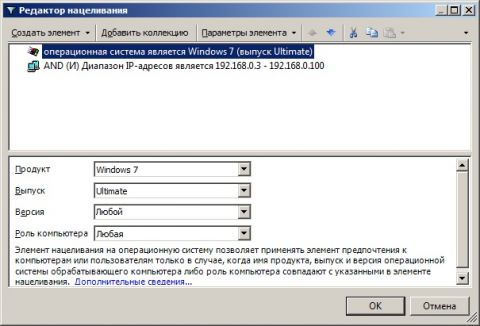 Редактор нацеливания
Создать элемент Добавить коллекцию Параметры элемента
операционная система является Windows 7 (выпуск Ultimate)
AND (И) Диапазон IP-адресов является 192.168.0.3 - 192.168.0.100
Продукт Windows 7
Выпуск Ultimate
Версия Любой
Роль компьютера Любая
Элемент нацеливания на операционную систему позволяет применять элемент предпочтения к
компьютерам или пользователям только в случае, когда имя продукта, выпуск и версия операционной
системы обрабатывающего компьютера либо роль компьютера совпадают с указанными в элементе
нацеливания. Дополнительные сведения...
OK Отмена